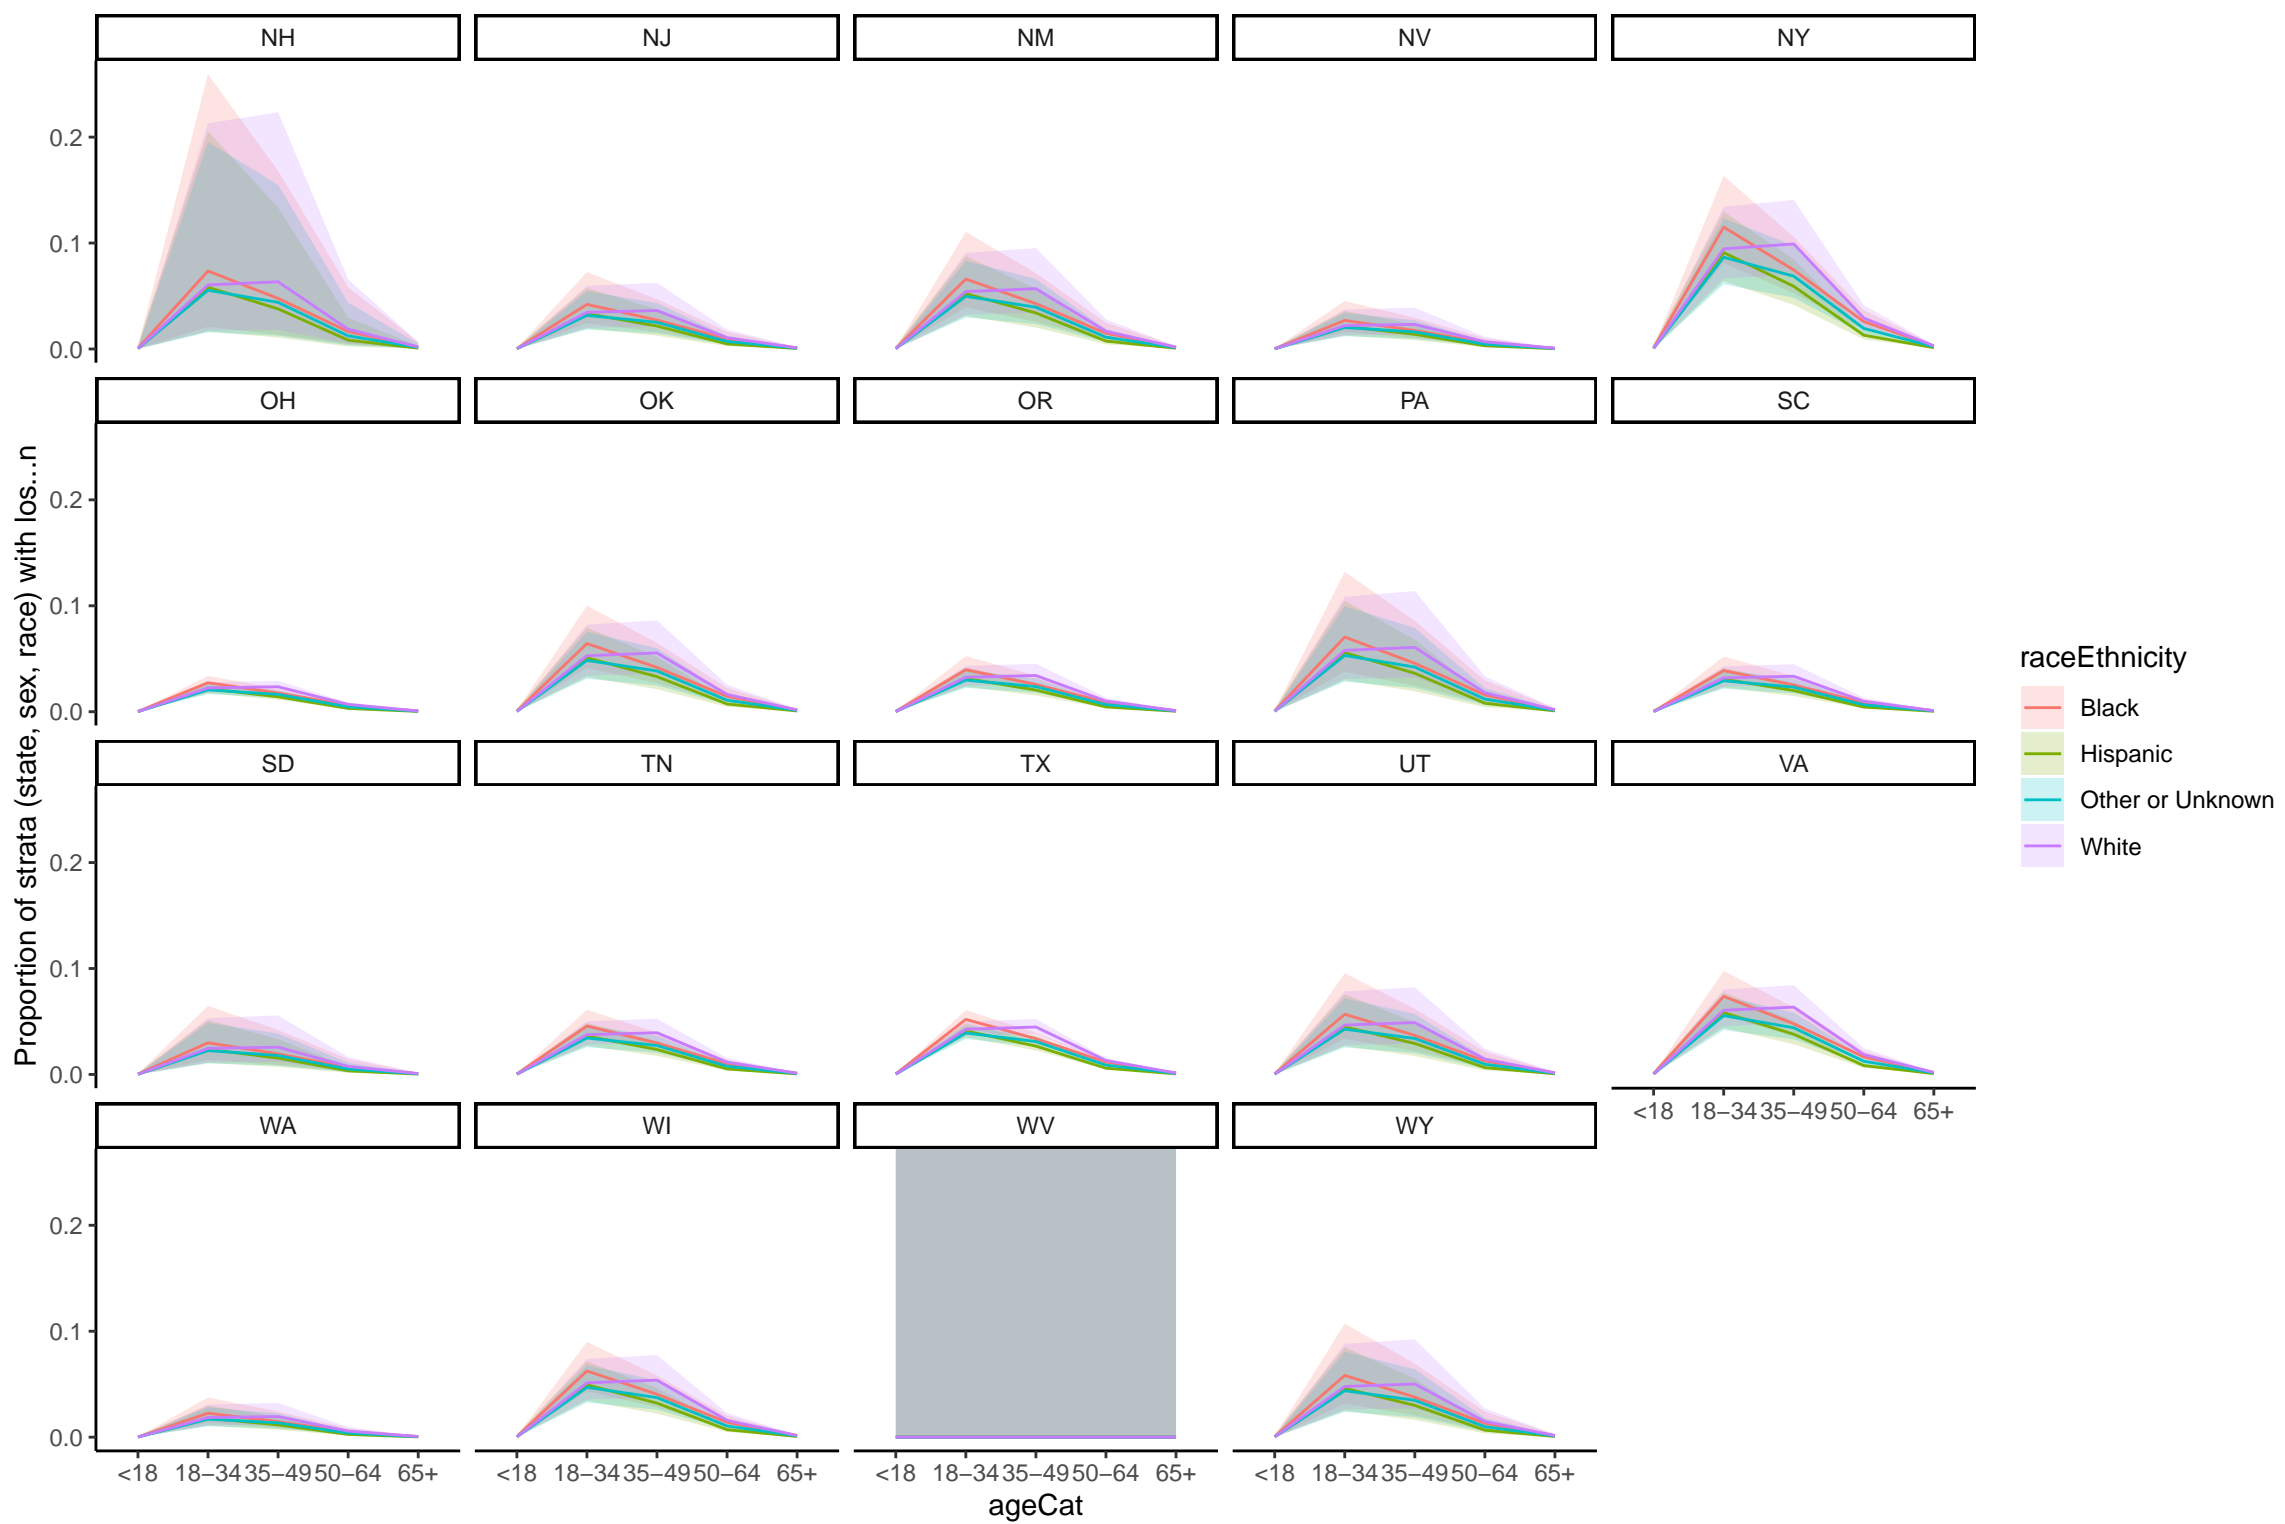 NH NJ NM NV NY
0.2
0.1
0.0
OH OK OR PA SC
0.2
0.1
0.0
SD TN TX UT VA
0.2
0.1
0.0
<18 18–34 35–49 50–64 65+
WA WI WV WY
0.2
0.1
0.0
<18 18–34 35–49 50–64 65+ <18 18–34 35–49 50–64 65+ <18 18–34 35–49 50–64 65+ <18 18–34 35–49 50–64 65+
ageCat
Proportion of strata (state, sex, race) with los...n
raceEthnicity
Black
Hispanic
Other or Unknown
White